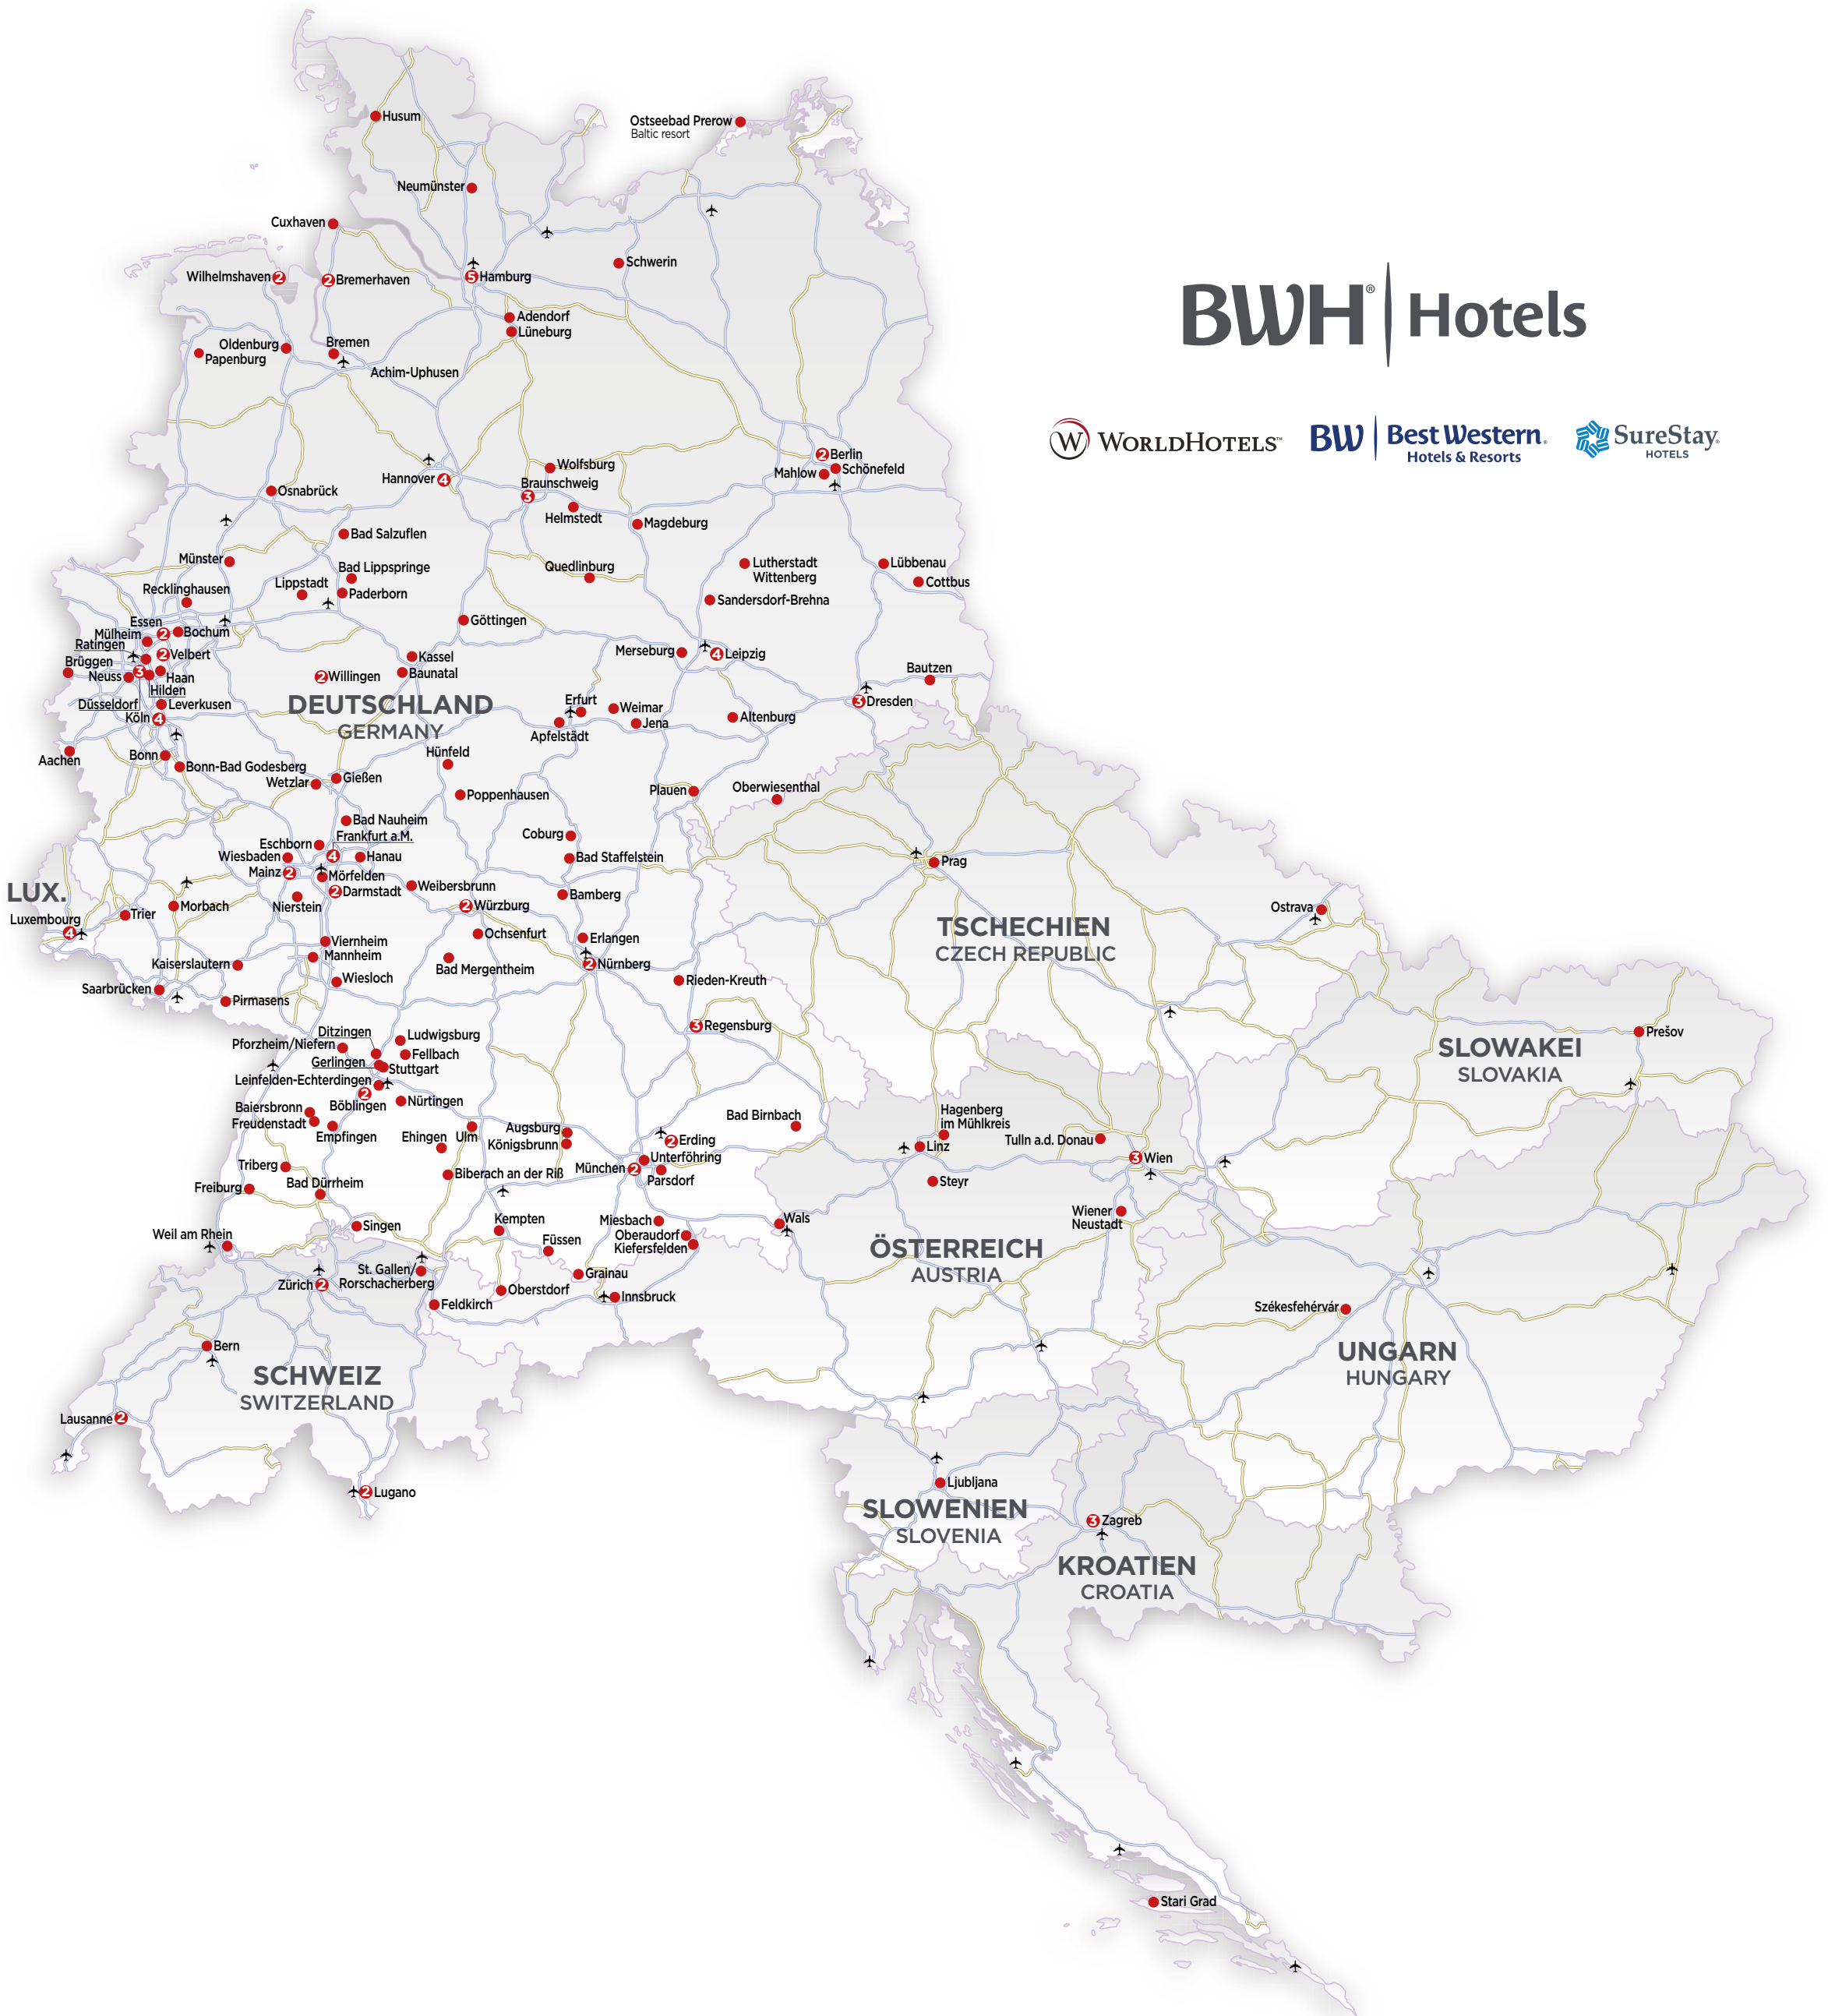 Husum
Ostseebad Prerow
Baltic resort
Neumünster
Cuxhaven
Schwerin
Wilhelmshaven 2
2 Bremerhaven
5 Hamburg
BWH® Hotels
Adendorf
Lüneburg
Oldenburg
Papenburg
Bremen
Achim-Uphusen
W WORLDHOTELS™
BW Best Western®
Hotels & Resorts
SureStay®
HOTELS
2 Berlin
Schönefeld
Mahlow
Wolfsburg
Hannover 4
Braunschweig
3
Osnabrück
Helmstedt
Magdeburg
Bad Salzuflen
Münster
Bad Lippspringe
Quedlinburg
Lutherstadt
Wittenberg
Lübbenau
Cottbus
Recklinghausen
Lippstadt
Paderborn
Sandersdorf-Brehna
Göttingen
Essen
2
Bochum
Mülheim
Ratingen
2 Velbert
Brüggen
3
Neuss
Haan
Hilden
Düsseldorf
Leverkusen
Köln 4
Kassel
Baunatal
2 Willingen
Merseburg
4 Leipzig
Bautzen
3 Dresden
DEUTSCHLAND
GERMANY
Erfurt
Weimar
Jena
Apfelstädt
Altenburg
Aachen
Bonn
Bonn-Bad Godesberg
Hünfeld
Wetzlar
Gießen
Poppenhausen
Plauen
Oberwiesenthal
Bad Nauheim
Frankfurt a.M.
4
Eschborn
Wiesbaden
Hanau
Mainz 2
Mörfelden
2 Darmstadt
Nierstein
Coburg
Bad Staffelstein
Bamberg
Weibersbrunn
2 Würzburg
Prag
LUX.
Luxembourg
4
Trier
Morbach
Ostrava
TSCHECHIEN
CZECH REPUBLIC
Ochsenfurt
Erlangen
Viernheim
Mannheim
Kaiserslautern
Bad Mergentheim
2 Nürnberg
Wiesloch
Saarbrücken
Pirmasens
Rieden-Kreuth
3 Regensburg
Prešov
SLOWAKEI
SLOVAKIA
Ditzingen
Ludwigsburg
Pforzheim/Niefern
Fellbach
Gerlingen
Stuttgart
Leinfelden-Echterdingen
2
Böblingen
Nürtingen
Baiersbronn
Freudenstadt
Empfingen
Ehingen
Ulm
Augsburg
Königsbrunn
2 Erding
Bad Birnbach
Hagenberg
im Mühlkreis
Linz
Tulln a.d. Donau
3 Wien
Triberg
Biberach an der Riß
München 2
Unterföhring
Parsdorf
Steyr
Freiburg
Bad Dürrheim
Singen
Weil am Rhein
Kempten
Füssen
Miesbach
Oberaudorf
Kiefersfelden
Wals
Wiener
Neustadt
ÖSTERREICH
AUSTRIA
Zürich 2
St. Gallen/
Rorschacherberg
Oberstdorf
Grainau
Innsbruck
Feldkirch
Székesfehérvár
UNGARN
HUNGARY
Bern
SCHWEIZ
SWITZERLAND
Lausanne 2
2 Lugano
Ljubljana
SLOWENIEN
SLOVENIA
3 Zagreb
KROATIEN
CROATIA
Stari Grad